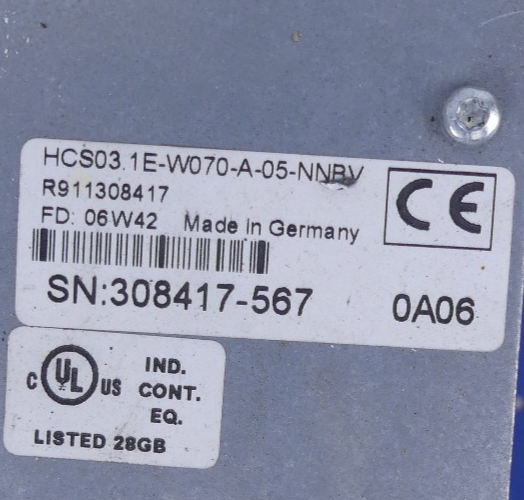 HCS03.1E-W070-A-05-NNBV
R911308417
FD: 06W42 Made in Germany
CE
SN:308417-567 0A06
C UL US IND. CONT. EQ.
LISTED 28GB